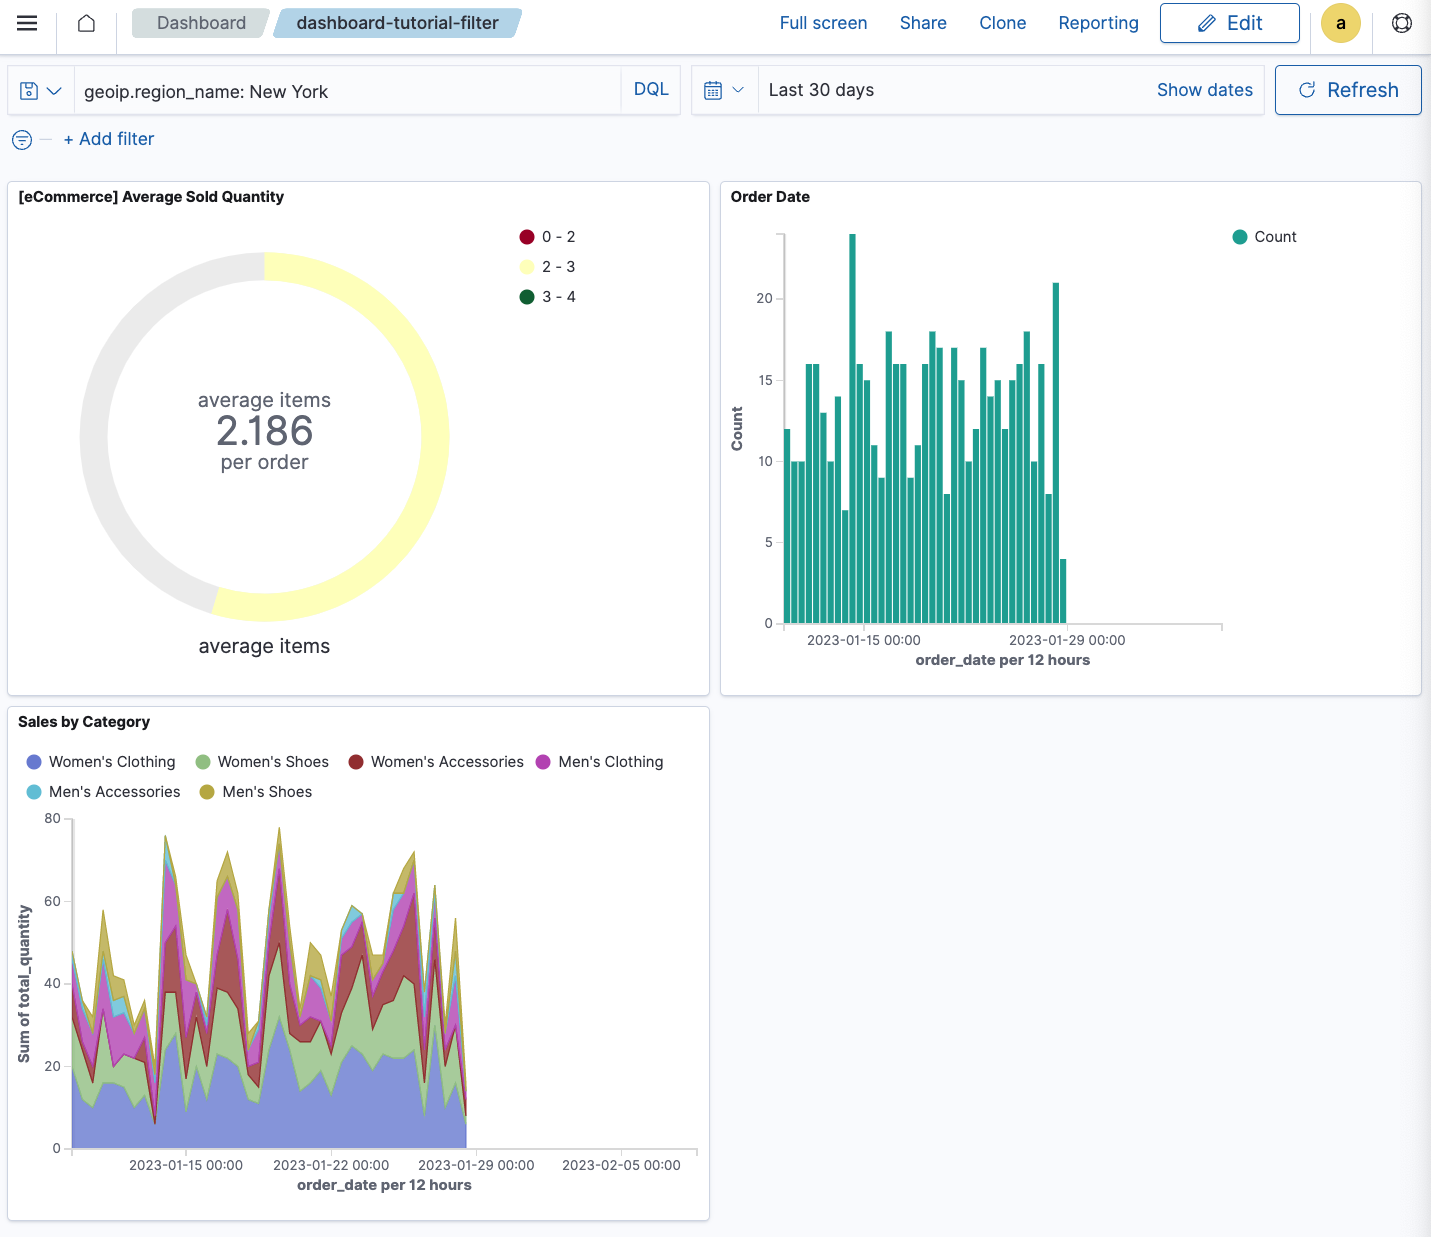 Dashboard dashboard-tutorial-filter Full screen Share Clone Reporting Edit a
geoip.region_name: New York DQL Last 30 days Show dates Refresh
+ Add filter
[eCommerce] Average Sold Quantity
0 - 2
2 - 3
3 - 4
average items
2.186
per order
average items
Order Date
Count
20
15
10
5
0
Count
2023-01-15 00:00 2023-01-29 00:00
order_date per 12 hours
Sales by Category
Women's Clothing Women's Shoes Women's Accessories Men's Clothing
Men's Accessories Men's Shoes
80
60
40
20
0
Sum of total_quantity
2023-01-15 00:00 2023-01-22 00:00 2023-01-29 00:00 2023-02-05 00:00
order_date per 12 hours